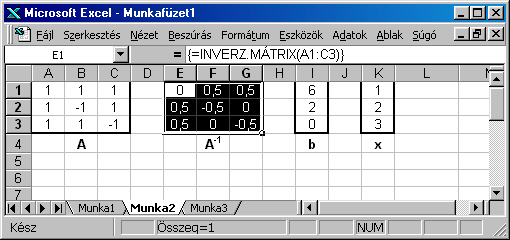 Microsoft Excel - Munkafüzet1
Fájl Szerkesztés Nézet Beszúrás Formátum Eszközök Adatok Ablak Súgó
E1 = {=INVERZ.MÁTRIX(A1:C3)}
A B C D E F G H I J K L M
1 1 1 1 0 0,5 0,5 6 1
2 1 -1 1 0,5 -0,5 0 2 2
3 1 1 -1 0,5 0 -0,5 0 3
4 A A-1 b x
5
6
7
Munka1 Munka2 Munka3
Kész Összeg=1 NUM